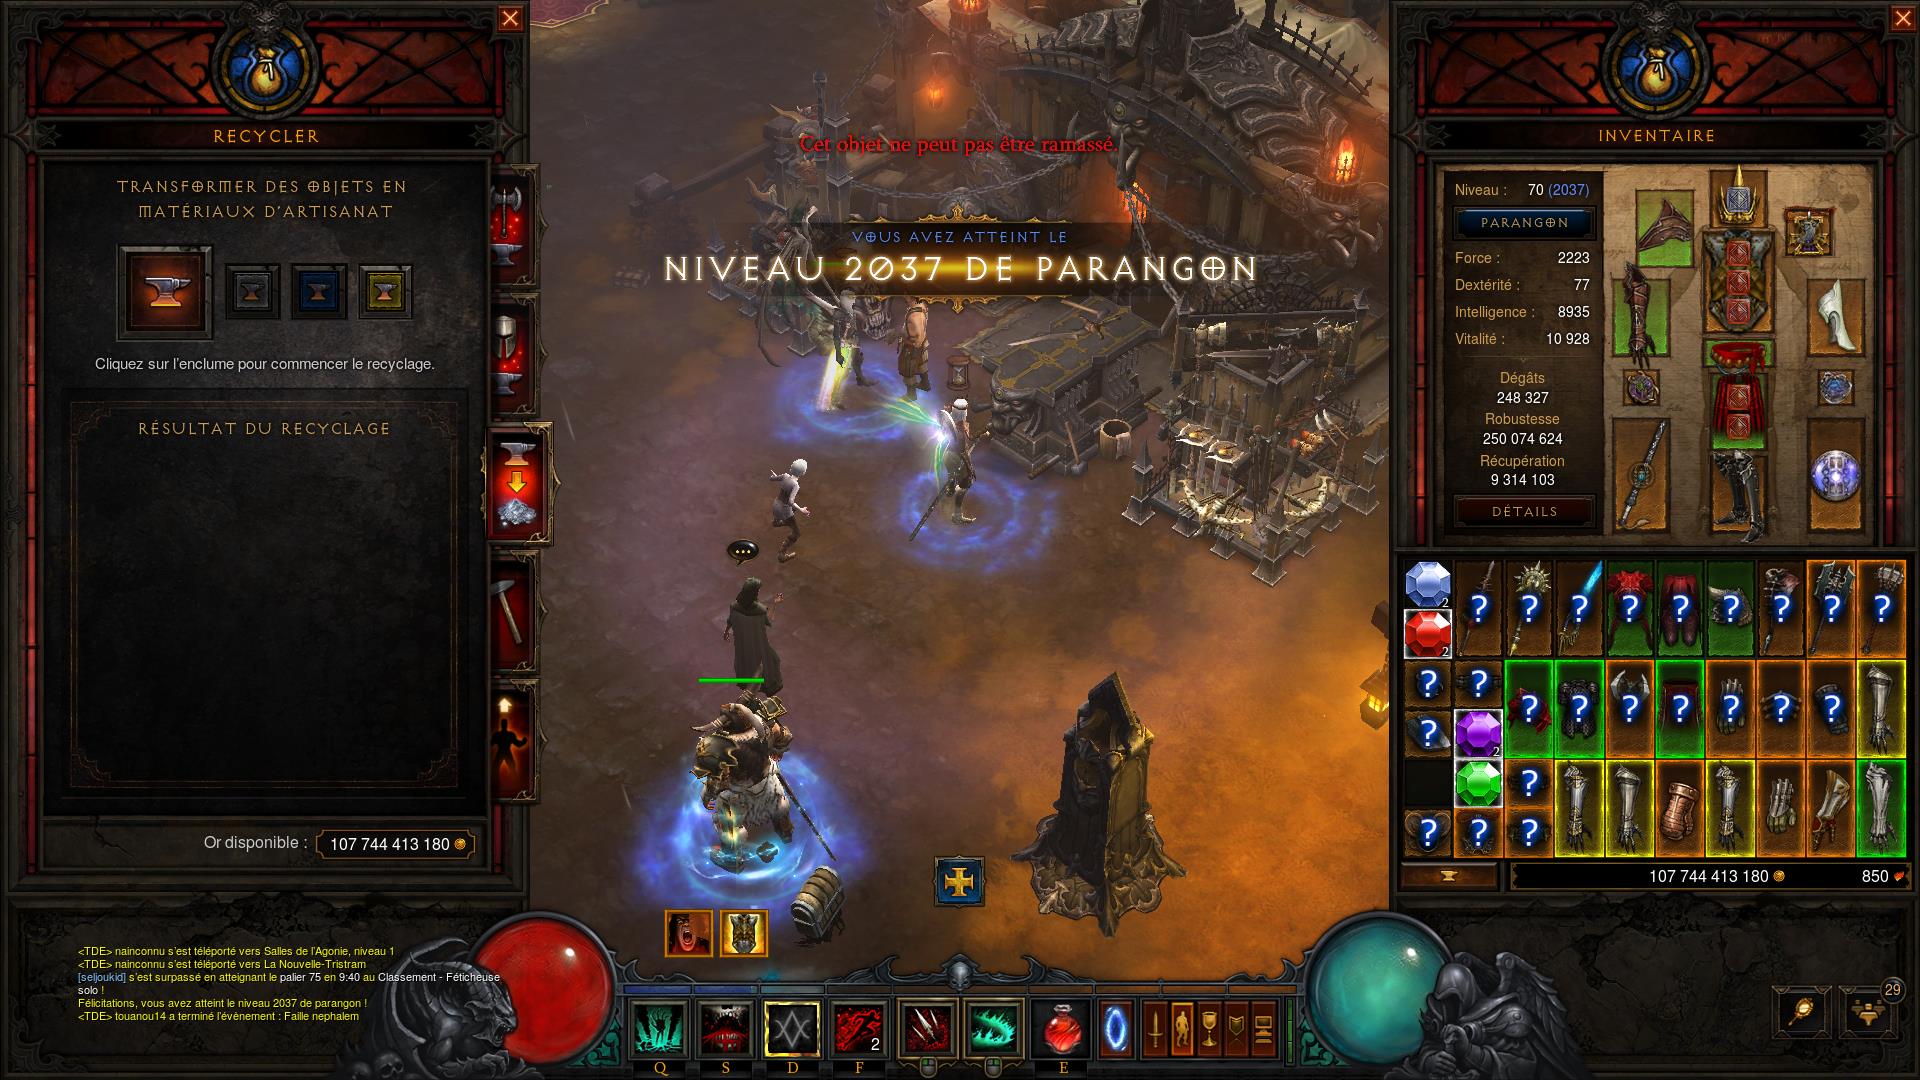 RECYCLER
TRANSFORMER DES OBJETS EN
MATÉRIAUX D'ARTISANAT
Cliquez sur l'enclume pour commencer le recyclage.
RÉSULTAT DU RECYCLAGE
Or disponible : 107 744 413 180
Cet objet ne peut pas être ramassé.
VOUS AVEZ ATTEINT LE
NIVEAU 2037 DE PARANGON
INVENTAIRE
Niveau : 70 (2037)
PARANGON
Force : 2223
Dextérité : 77
Intelligence : 8935
Vitalité : 10 928
Dégâts
248 327
Robustesse
250 074 624
Récupération
9 314 103
DÉTAILS
2
? ? ? ? ? ? ? ? ?
2
? ? ? ? ? ? ? ? ?
?
2
?
? ? ?
107 744 413 180 850
<TDE> nainconnu s'est téléporté vers Salles de l'Agonie, niveau 1
<TDE> nainconnu s'est téléporté vers La Nouvelle-Tristram
[seljoukid] s'est surpassé en atteignant le palier 75 en 9:40 au Classement - Féticheuse
solo !
Félicitations, vous avez atteint le niveau 2037 de parangon !
<TDE> touanou14 a terminé l'évènement : Faille nephalem
2
Q S D F E
29